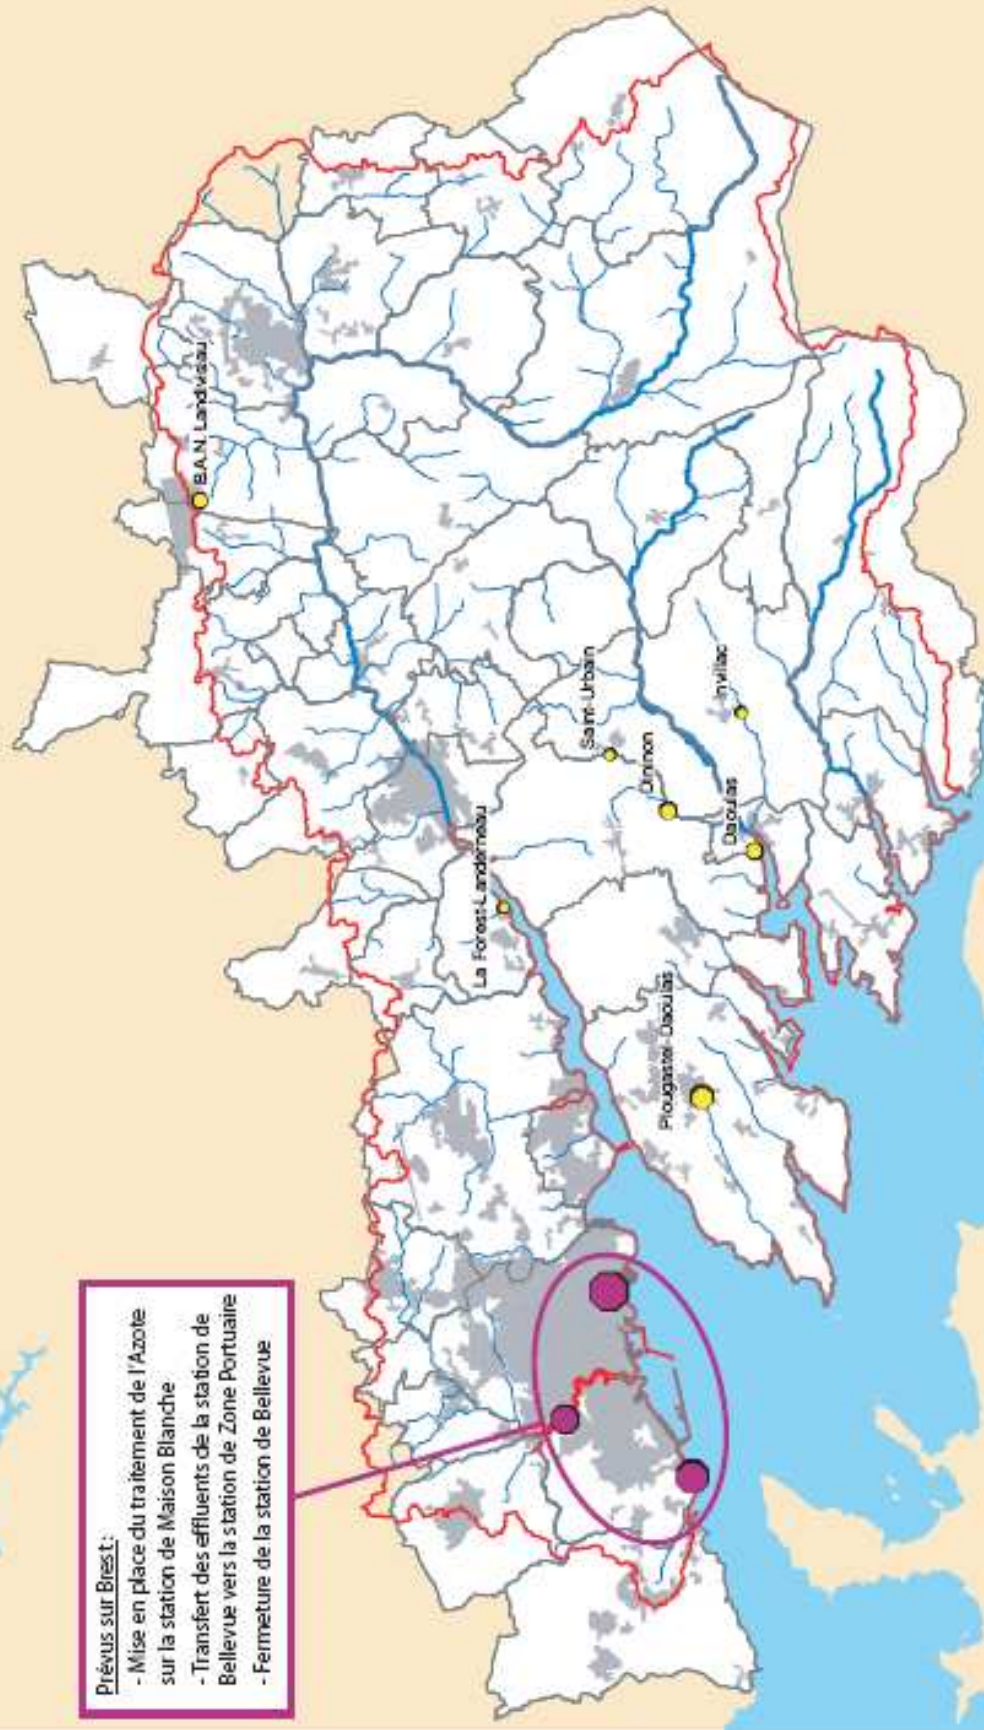 Prévus sur Brest :
- Mise en place du traitement de l'Azote
sur la station de Maison Blanche
- Transfert des effluents de la station de
Bellevue vers la station de Zone Portuaire
- Fermeture de la station de Bellevue
B.A.N. Landivisiau
La Forest-Landerneau
Saint-Urbain
Dirinon
Irvillac
Daoulas
Plougastel-Daoulas